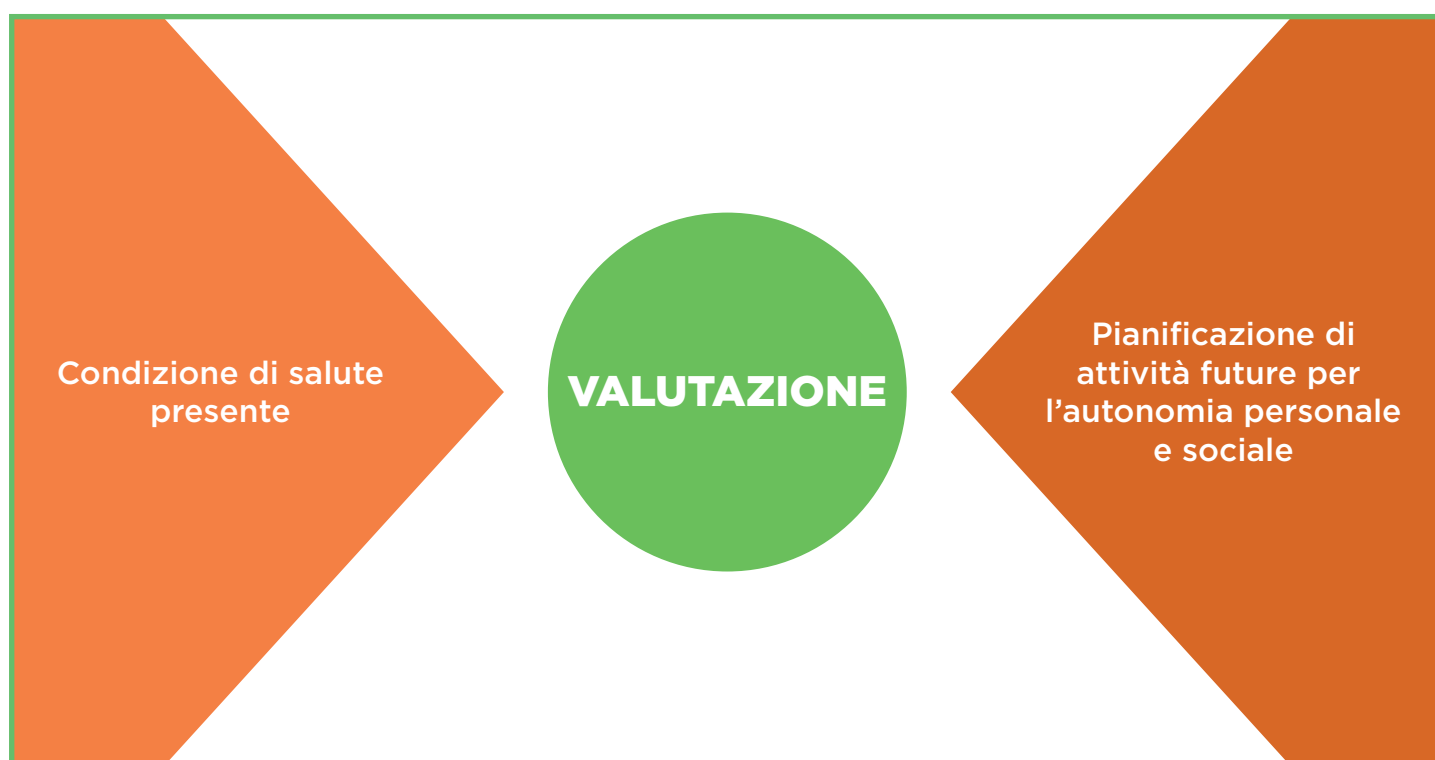 Condizione di salute
presente
VALUTAZIONE
Pianificazione di
attività future per
l’autonomia personale
e sociale